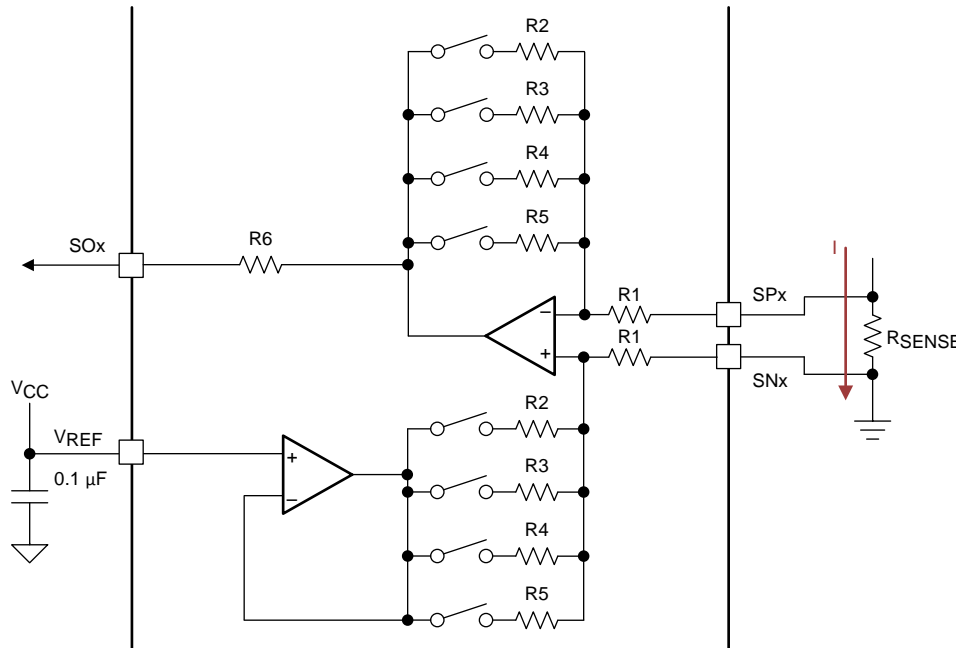 R2
R3
R4
R5
SOx
R6
I
SPx
R1
RSENSE
R1
SNx
−
+
VCC
VREF
0.1 µF
+
−
R2
R3
R4
R5